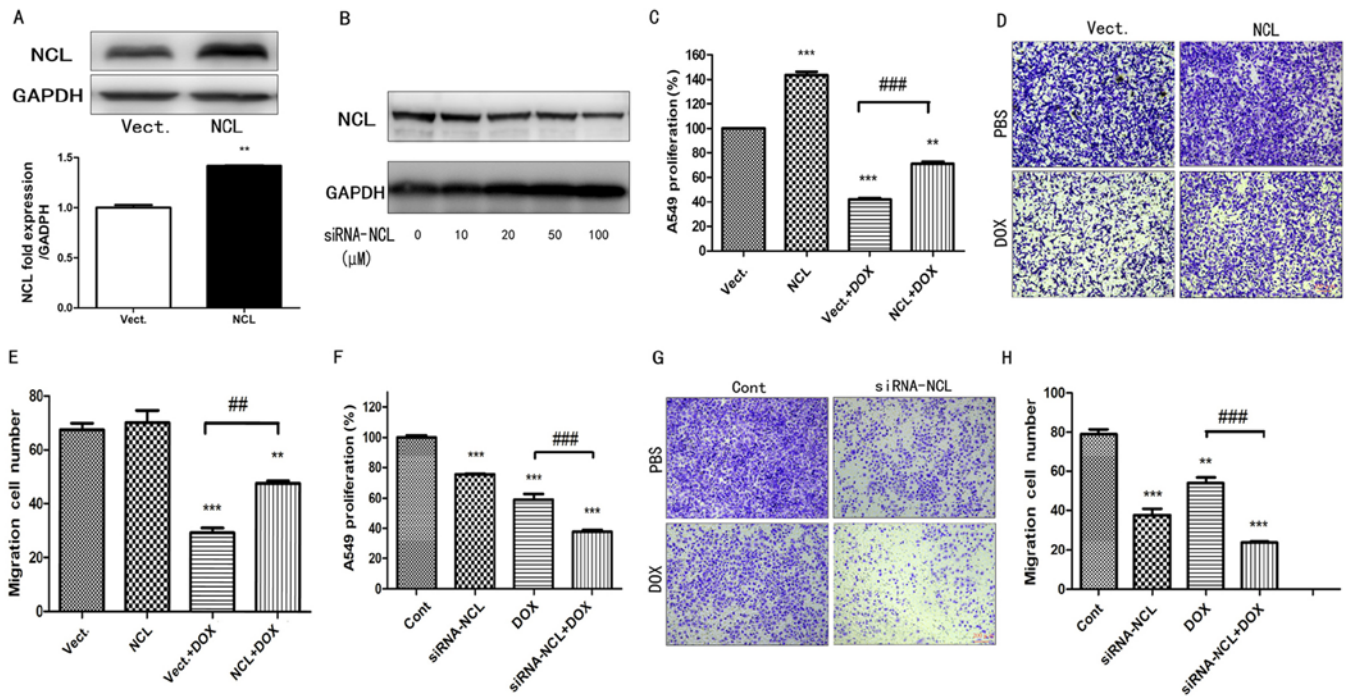 A
NCL
GAPDH
Vect. NCL
NCL fold expression
/GADPH
1.5
1.0
0.5
0.0
**
Vect. NCL
B
NCL
GAPDH
siRNA-NCL 0 10 20 50 100
(μM)
C
A549 proliferation (%)
160
140
120
100
80
60
40
20
0
***
###
***
**
Vect. NCL Vect.+DOX NCL+DOX
D
Vect. NCL
PBS
DOX
E
Migration cell number
80
60
40
20
0
##
***
**
Vect. NCL Vect.+DOX NCL+DOX
F
A549 proliferation (%)
120
100
80
60
40
20
0
***
###
***
***
Cont siRNA-NCL DOX siRNA-NCL+DOX
G
Cont siRNA-NCL
PBS
DOX
H
Migration cell number
100
80
60
40
20
0
###
***
**
***
Cont siRNA-NCL DOX siRNA-NCL+DOX